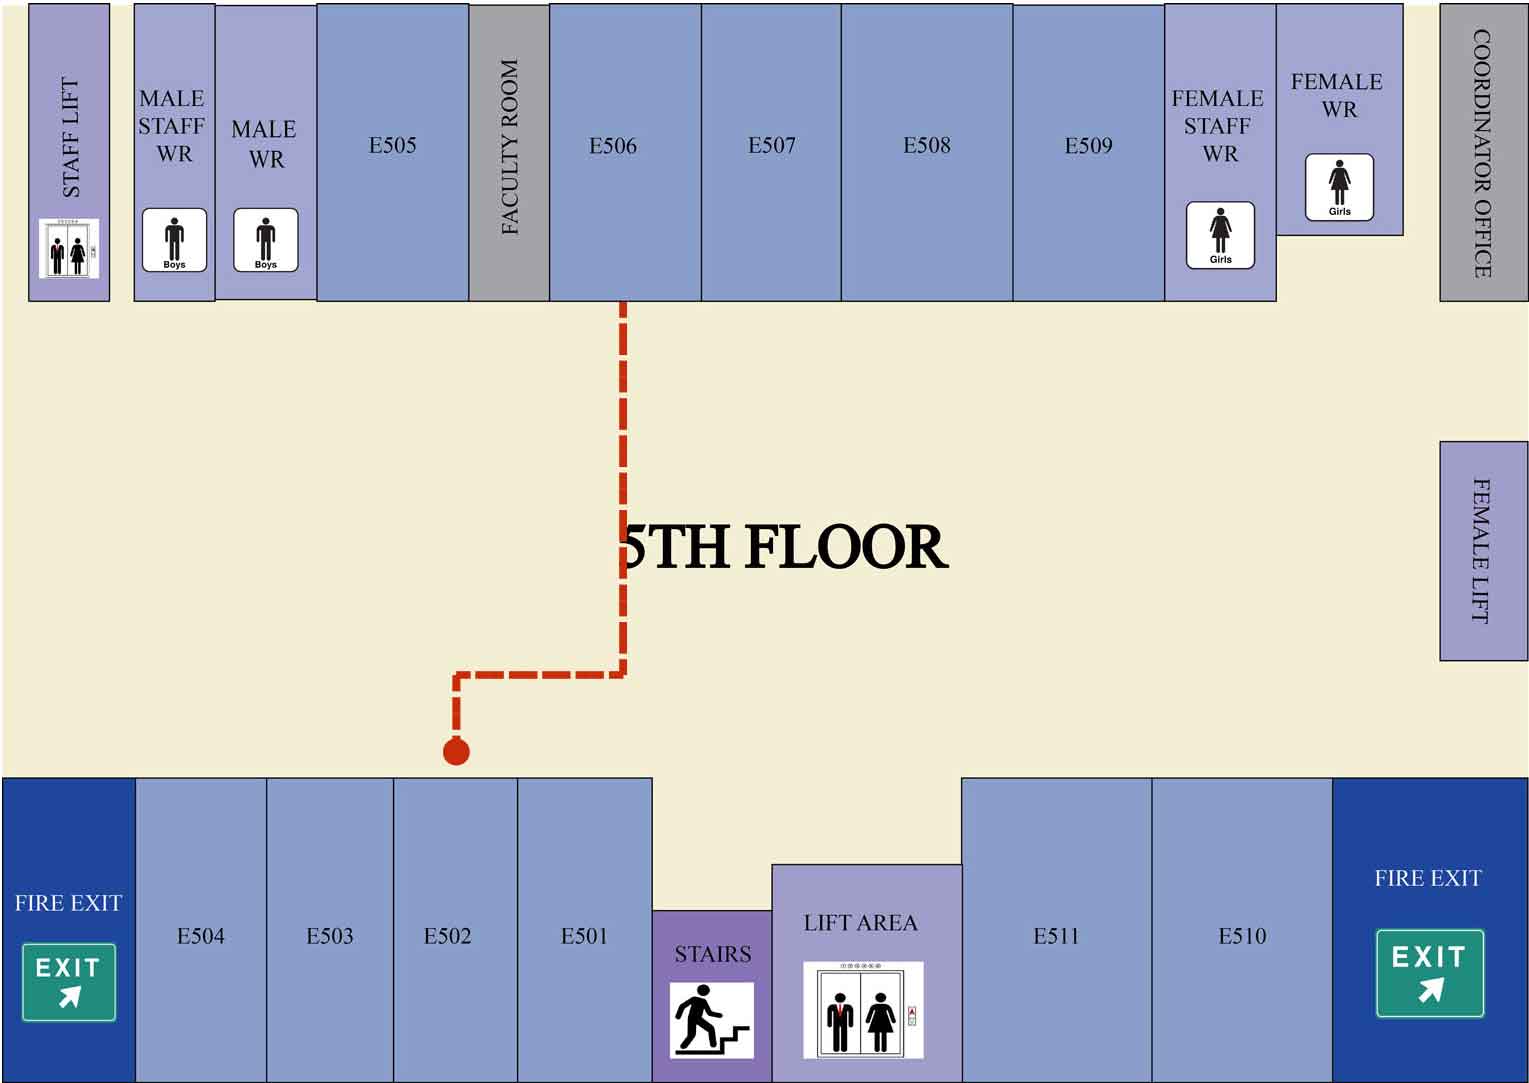 STAFF LIFT
MALE
STAFF
WR
Boys
MALE
WR
Boys
E505
FACULTY ROOM
E506
E507
E508
E509
FEMALE
STAFF
WR
Girls
FEMALE
WR
Girls
COORDINATOR OFFICE
5TH FLOOR
FEMALE LIFT
FIRE EXIT
EXIT
E504
E503
E502
E501
STAIRS
LIFT AREA
E511
E510
FIRE EXIT
EXIT